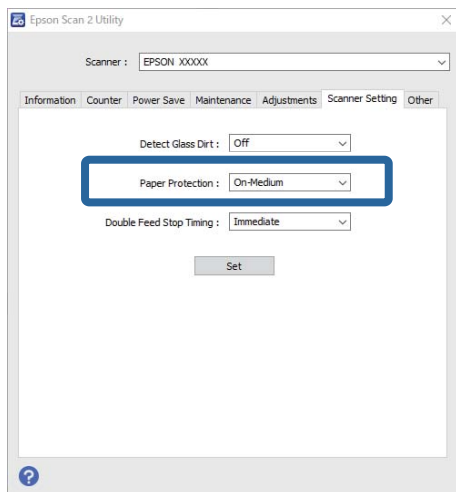 Epson Scan 2 Utility
Scanner : EPSON XXXXX
Information Counter Power Save Maintenance Adjustments Scanner Setting Other
Detect Glass Dirt : Off
Paper Protection : On-Medium
Double Feed Stop Timing : Immediate
Set
?